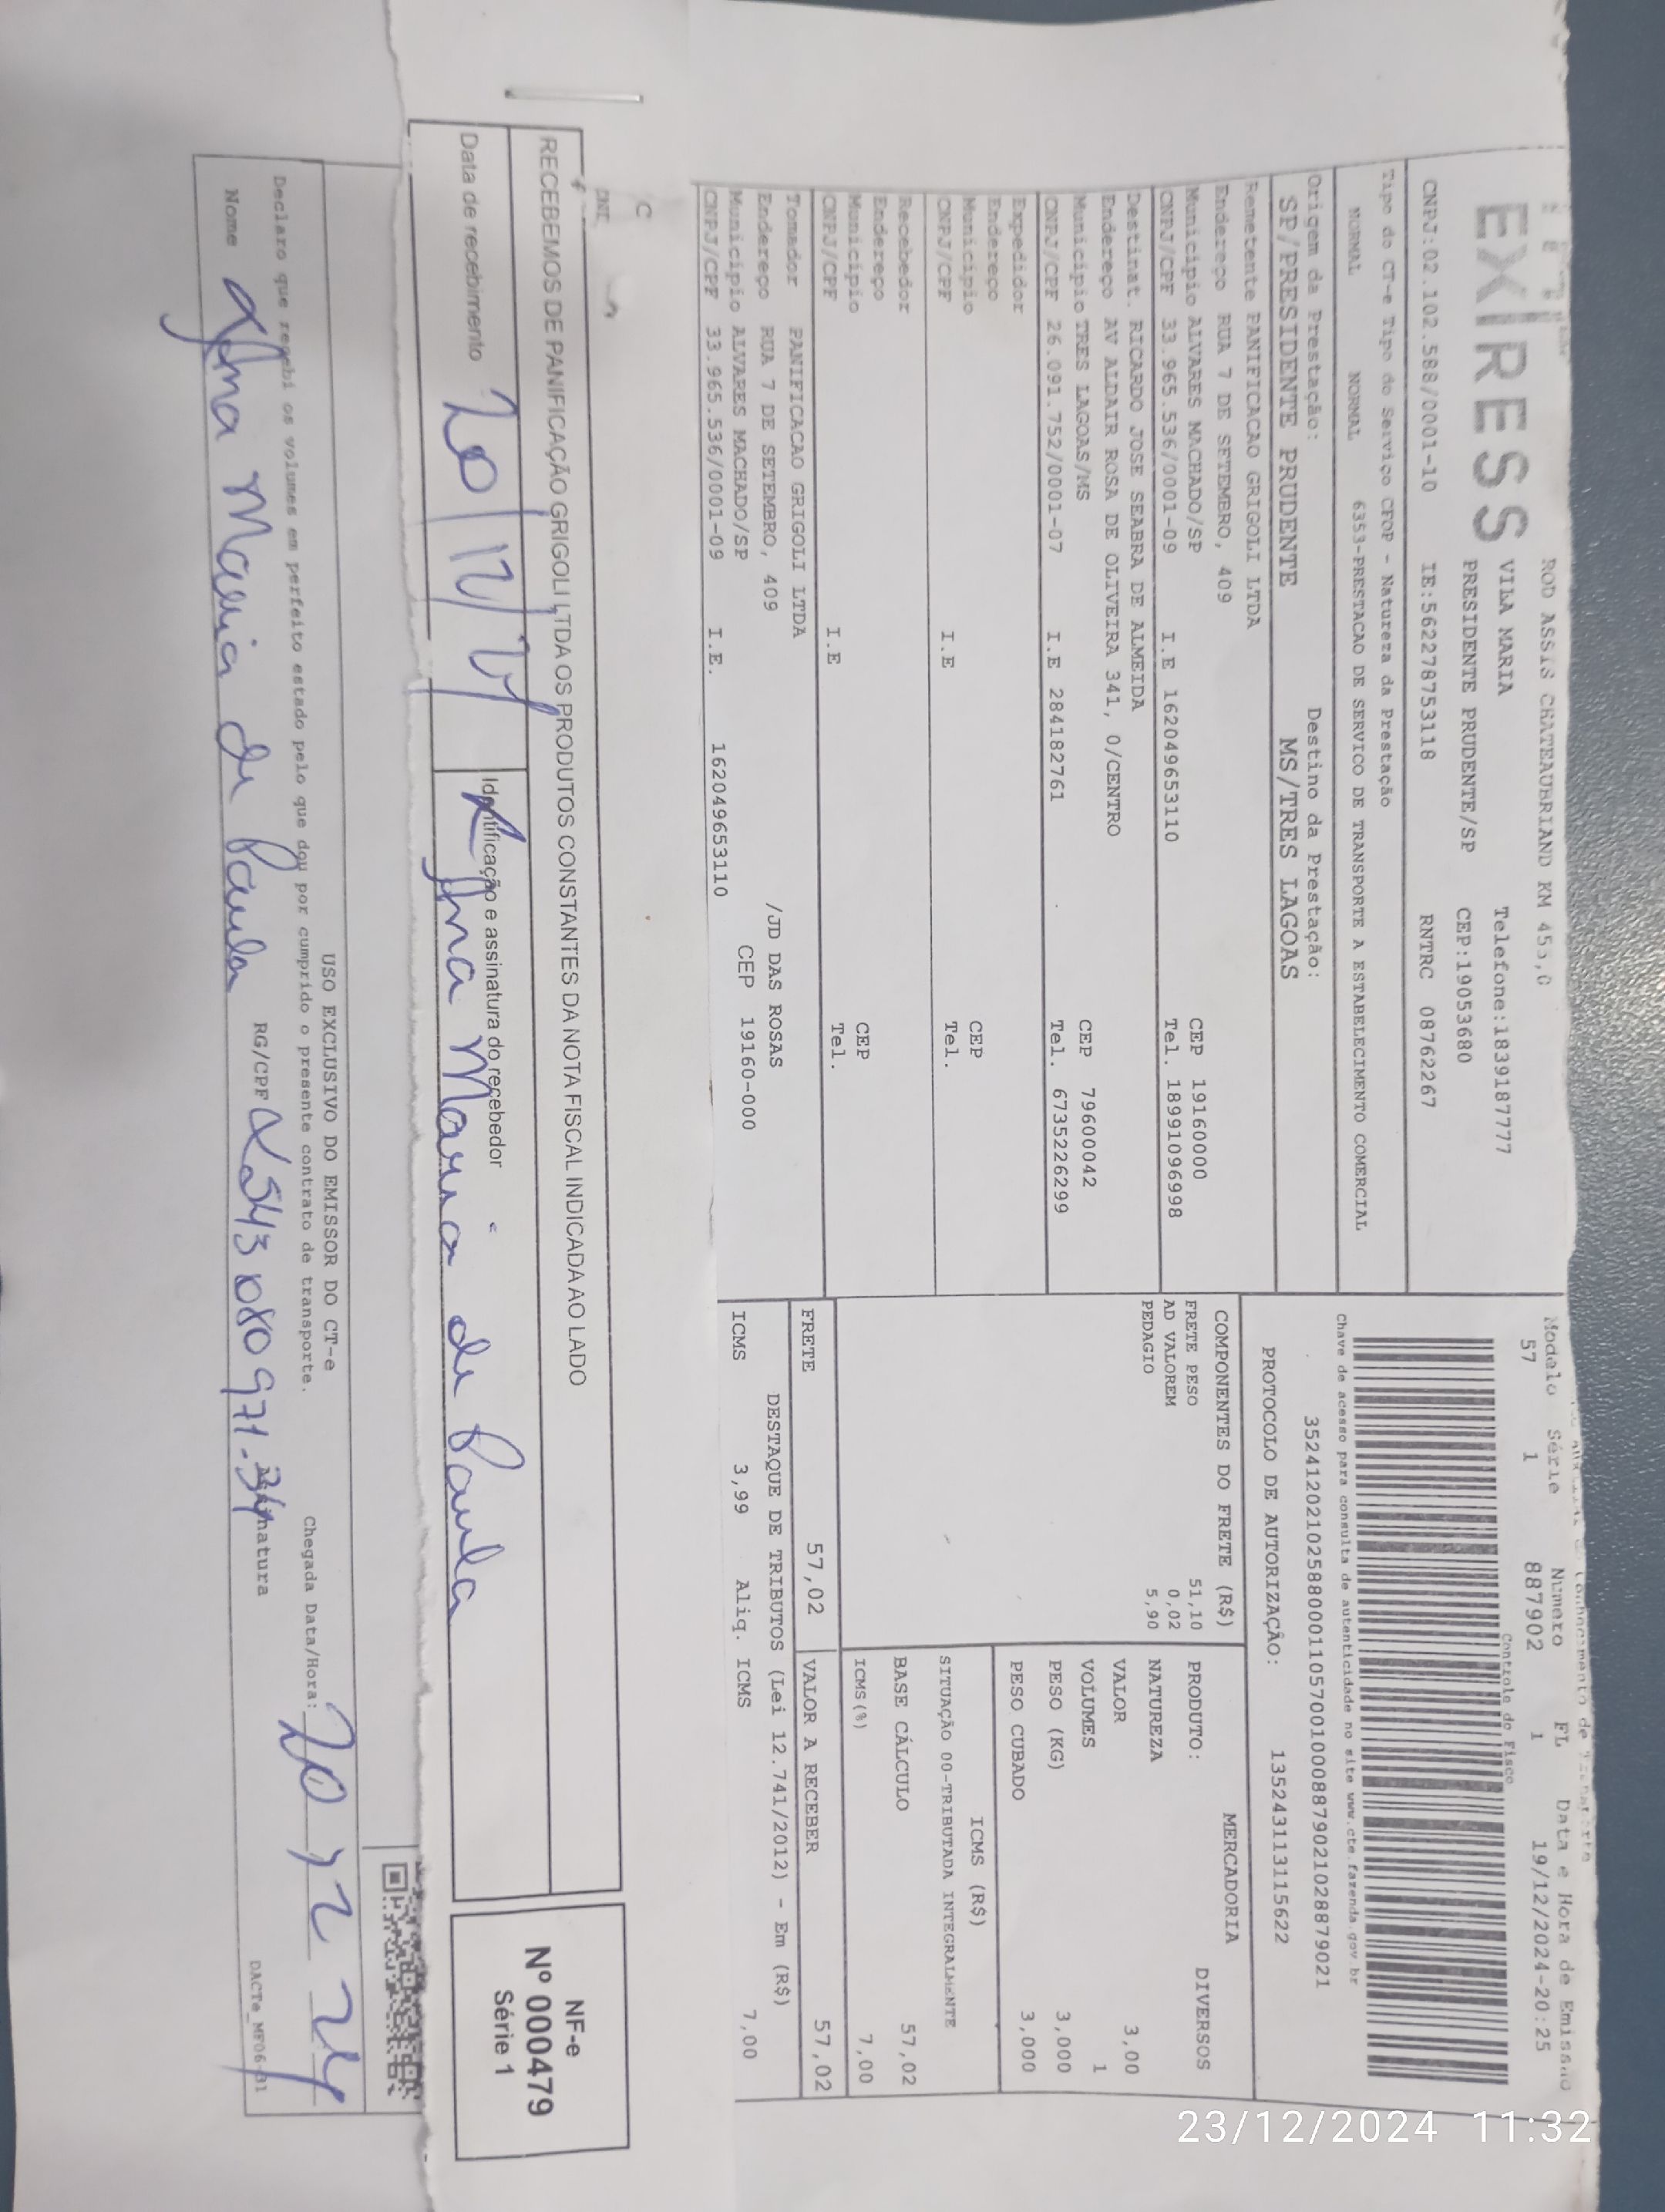 EXPRESS
ROD ASSIS CHATEAUBRIAND KM 455,0
VILA MARIA Telefone:1839187777
PRESIDENTE PRUDENTE/SP CEP:19053680
CNPJ:02.102.588/0001-10 IE:562278753118 RNTRC 08762267
Modelo Série Numero FL Data e Hora de Emissão
57 1 887902 1 19/12/2024-20:25
Controle do Fisco
Chave de acesso para consulta de autenticidade no site www.cte.fazenda.gov.br
35241202102588000110570010008879021028879021
PROTOCOLO DE AUTORIZAÇÃO: 135243113115622
Tipo do CT-e Tipo do Serviço CFOP - Natureza da Prestação
NORMAL NORMAL 6353-PRESTACAO DE SERVICO DE TRANSPORTE A ESTABELECIMENTO COMERCIAL
Origem da Prestação: Destino da Prestação:
SP/PRESIDENTE PRUDENTE MS/TRES LAGOAS
Remetente PANIFICACAO GRIGOLI LTDA
Endereço RUA 7 DE SETEMBRO, 409
Município ALVARES MACHADO/SP CEP 19160000
CNPJ/CPF 33.965.536/0001-09 I.E 162049653110 Tel. 18991096998
Destinat. RICARDO JOSE SEABRA DE ALMEIDA
Endereço AV ALDAIR ROSA DE OLIVEIRA 341, 0/CENTRO
Município TRES LAGOAS/MS CEP 79600042
CNPJ/CPF 26.091.752/0001-07 I.E 284182761 Tel. 6735226299
Expedidor
Endereço
Município CEP
CNPJ/CPF I.E Tel.
Recebedor
Endereço
Município CEP
CNPJ/CPF I.E Tel.
Tomador PANIFICACAO GRIGOLI LTDA
Endereço RUA 7 DE SETEMBRO, 409 /JD DAS ROSAS
Município ALVARES MACHADO/SP CEP 19160-000
CNPJ/CPF 33.965.536/0001-09 I.E. 162049653110
COMPONENTES DO FRETE (R$)
FRETE PESO 51,10
AD VALOREM 0,02
PEDAGIO 5,90
MERCADORIA
PRODUTO: DIVERSOS
NATUREZA
VALOR 3,00
VOLUMES 1
PESO (KG) 3,000
PESO CUBADO 3,000
ICMS (R$)
SITUAÇÃO 00-TRIBUTADA INTEGRALMENTE
BASE CÁLCULO 57,02
ICMS(%) 7,00
FRETE 57,02 VALOR A RECEBER 57,02
DESTAQUE DE TRIBUTOS (Lei 12.741/2012) - Em (R$)
ICMS 3,99 Aliq. ICMS 7,00
RECEBEMOS DE PANIFICAÇÃO GRIGOLI LTDA OS PRODUTOS CONSTANTES DA NOTA FISCAL INDICADA AO LADO
Data de recebimento 20/12/24
Identificação e assinatura do recebedor
Ana Maria de Paula
NF-e
Nº 000479
Série 1
USO EXCLUSIVO DO EMISSOR DO CT-e
Declaro que recebi os volumes em perfeito estado pelo que dou por cumprido o presente contrato de transporte.
Chegada Data/Hora: 20 12 24
Nome Ana Maria de Paula RG/CPF 543 080 971.34 Assinatura
DACTe_MF06-31
23/12/2024 11:32